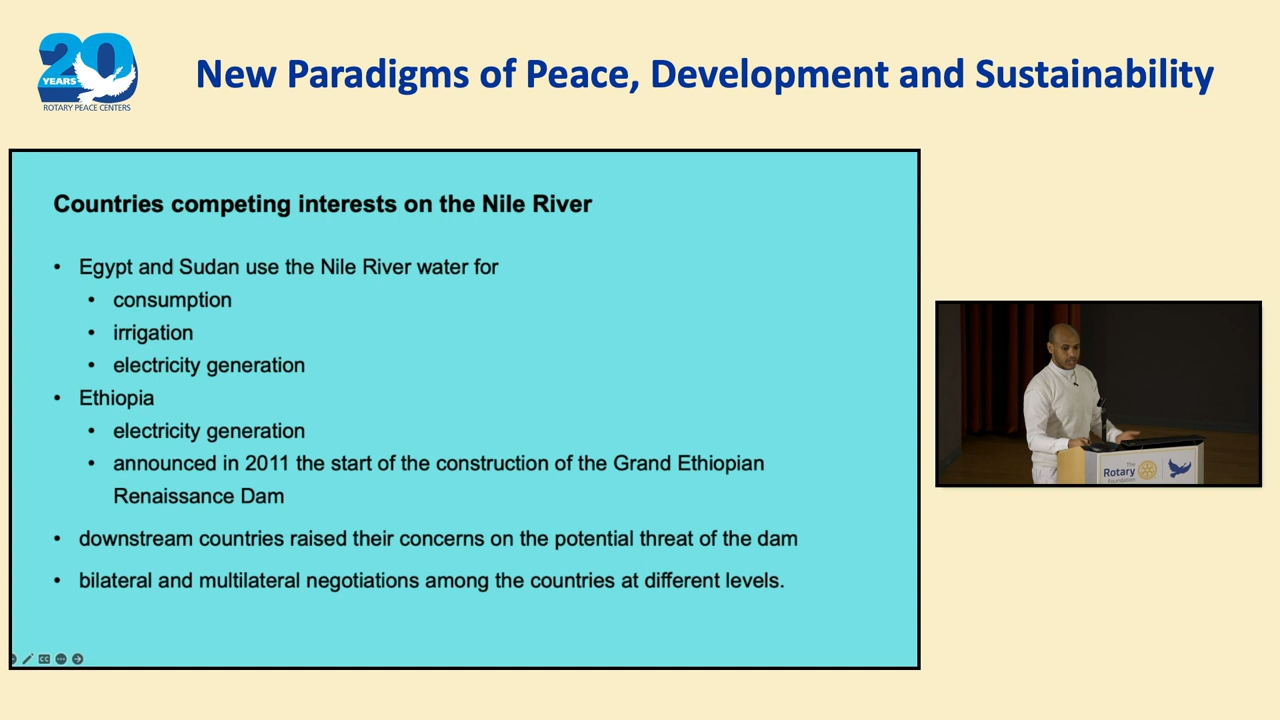 20
YEARS
ROTARY PEACE CENTERS
New Paradigms of Peace, Development and Sustainability
Countries competing interests on the Nile River
• Egypt and Sudan use the Nile River water for
• consumption
• irrigation
• electricity generation
• Ethiopia
• electricity generation
• announced in 2011 the start of the construction of the Grand Ethiopian
Renaissance Dam
• downstream countries raised their concerns on the potential threat of the dam
• bilateral and multilateral negotiations among the countries at different levels.
CC
The
Rotary
Foundation